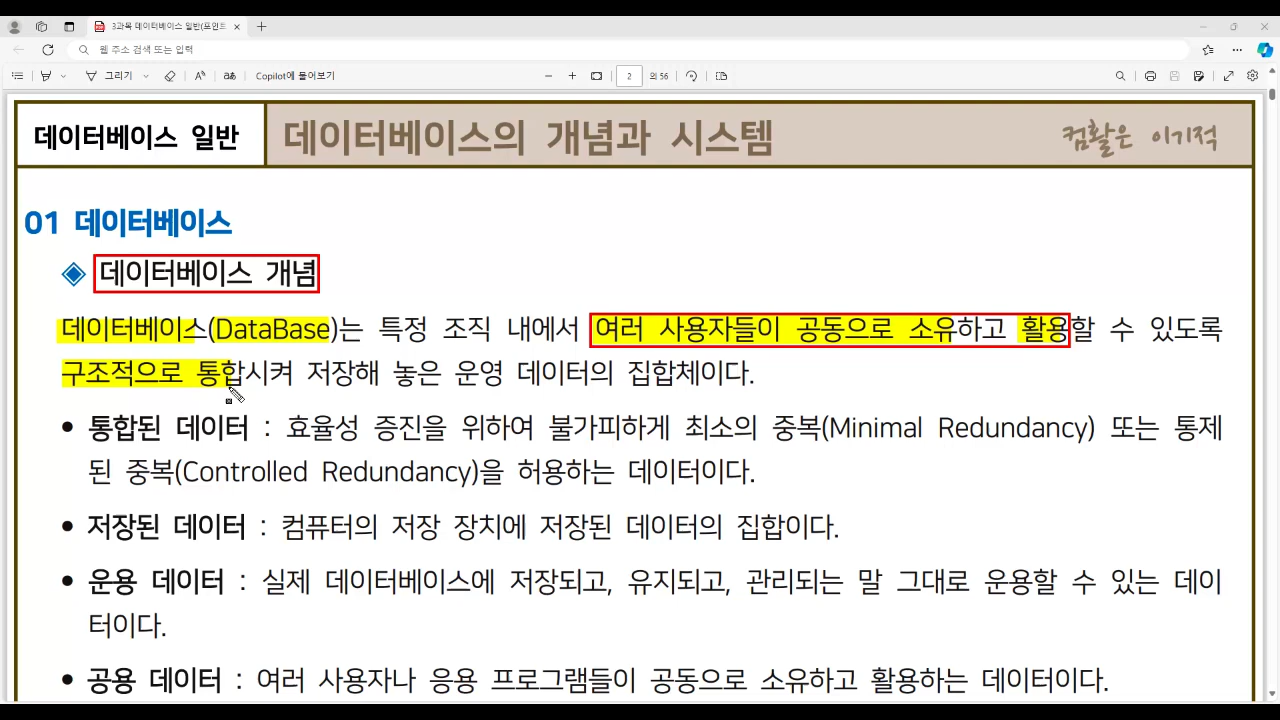 3과목 데이터베이스 일반(포인트
웹 주소 검색 또는 입력
그리기
Copilot에 물어보기
2
의 56
데이터베이스 일반
데이터베이스의 개념과 시스템
컴활은 이기적
01 데이터베이스
◈ 데이터베이스 개념
데이터베이스(DataBase)는 특정 조직 내에서 여러 사용자들이 공동으로 소유하고 활용할 수 있도록
구조적으로 통합시켜 저장해 놓은 운영 데이터의 집합체이다.
• 통합된 데이터 : 효율성 증진을 위하여 불가피하게 최소의 중복(Minimal Redundancy) 또는 통제
된 중복(Controlled Redundancy)을 허용하는 데이터이다.
• 저장된 데이터 : 컴퓨터의 저장 장치에 저장된 데이터의 집합이다.
• 운용 데이터 : 실제 데이터베이스에 저장되고, 유지되고, 관리되는 말 그대로 운용할 수 있는 데이
터이다.
• 공용 데이터 : 여러 사용자나 응용 프로그램들이 공동으로 소유하고 활용하는 데이터이다.